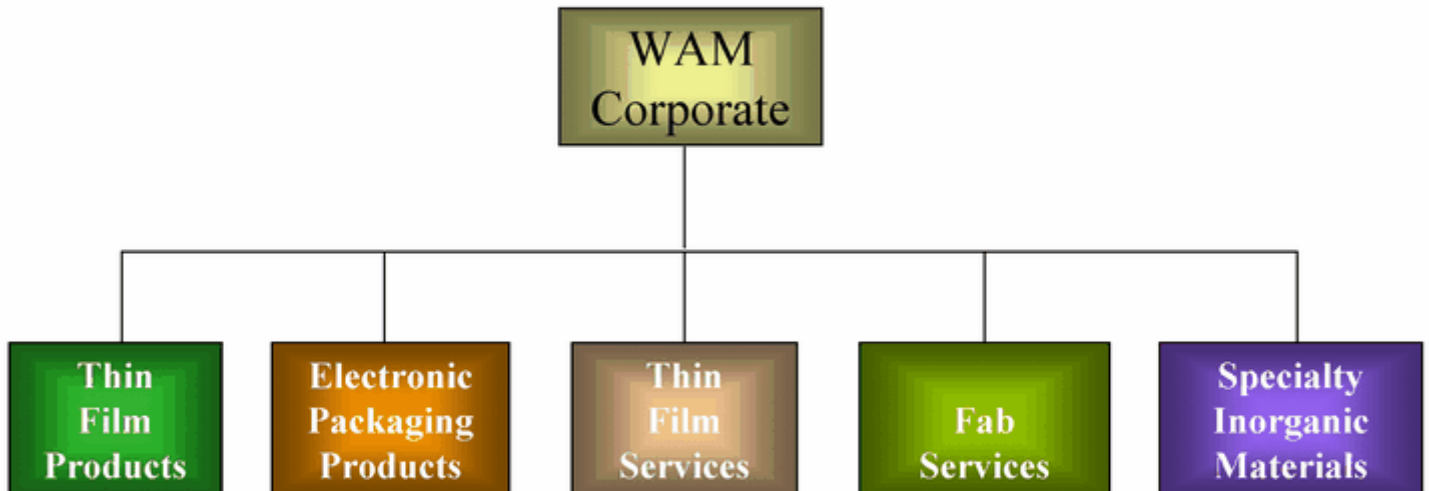 WAM
Corporate
Thin
Film
Products
Electronic
Packaging
Products
Thin
Film
Services
Fab
Services
Specialty
Inorganic
Materials